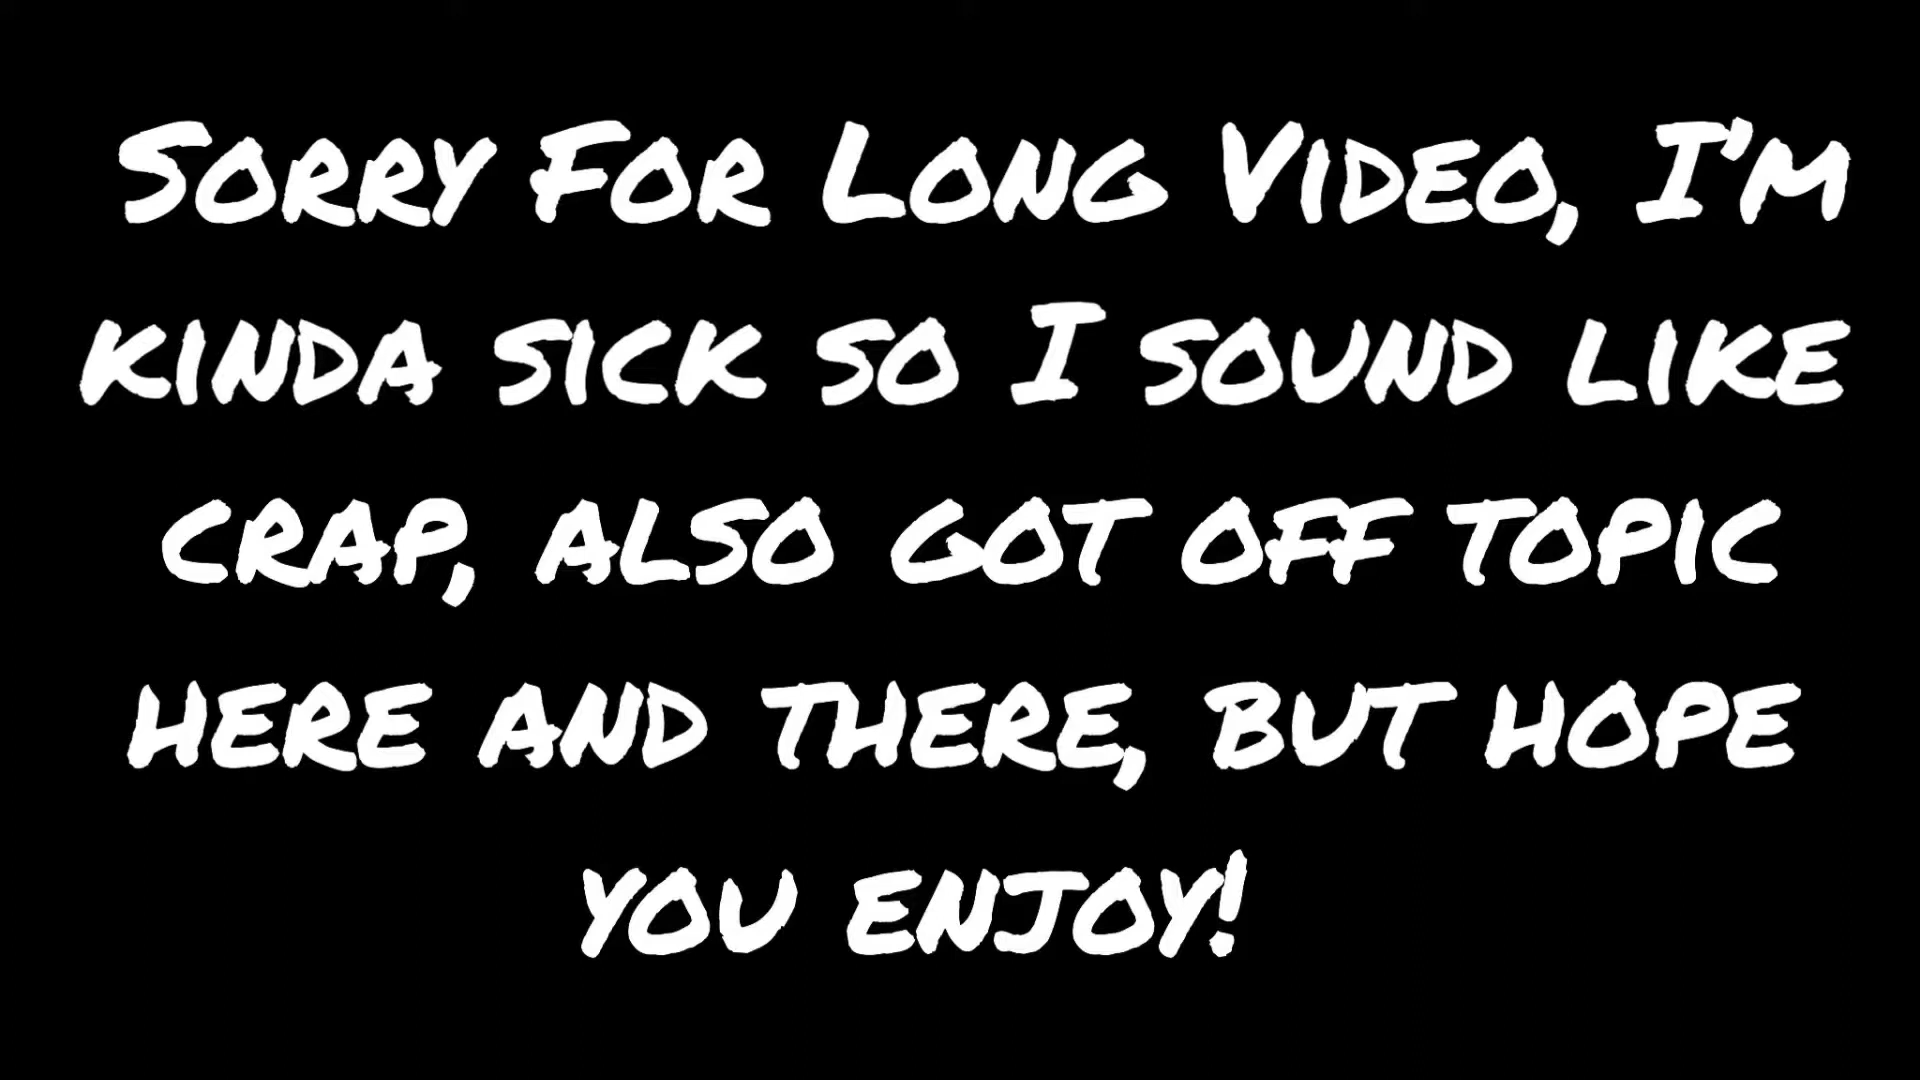 Sorry For Long Video, I'm
kinda sick so I sound like
crap, also got off topic
here and there, but hope
you enjoy!